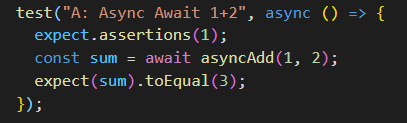 test("A: Async Await 1+2", async () => {
  expect.assertions(1);
  const sum = await asyncAdd(1, 2);
  expect(sum).toEqual(3);
});